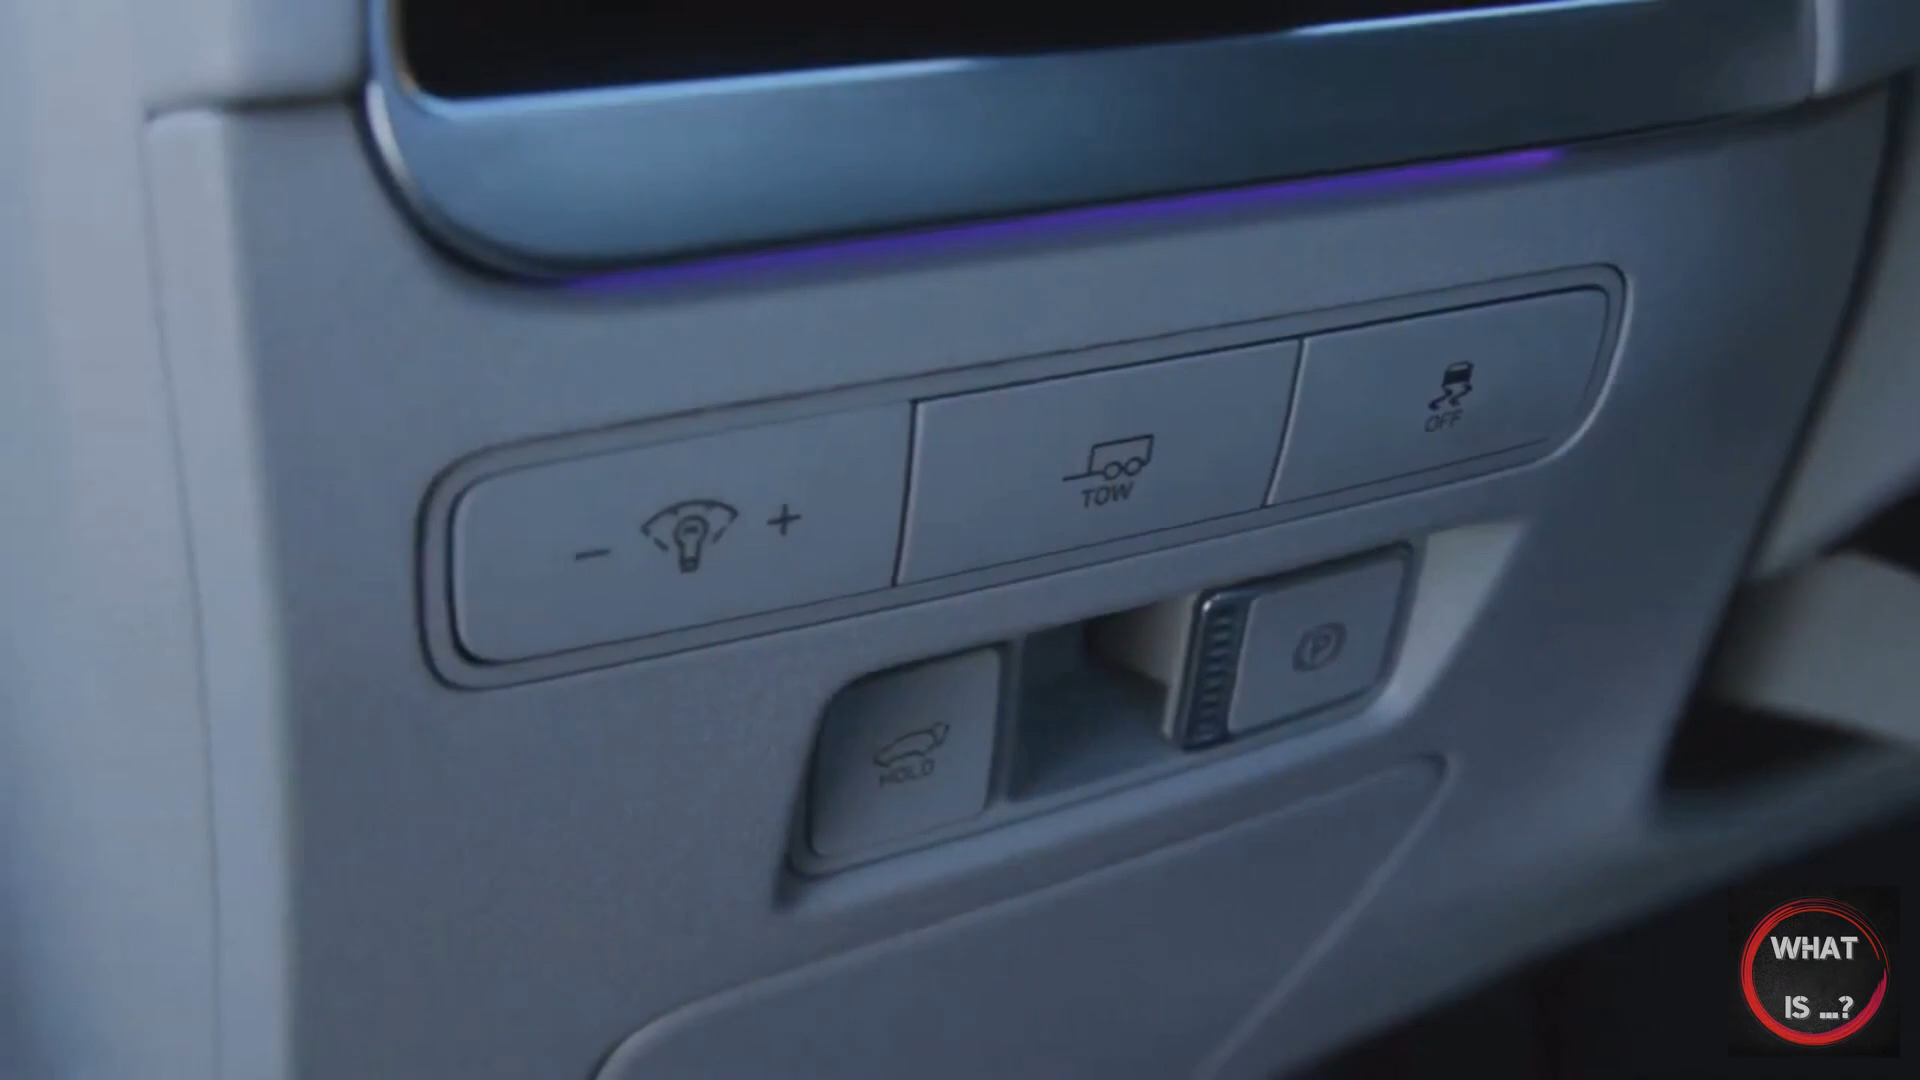 OFF
TOW
- +
P
HOLD
WHAT
IS ...?